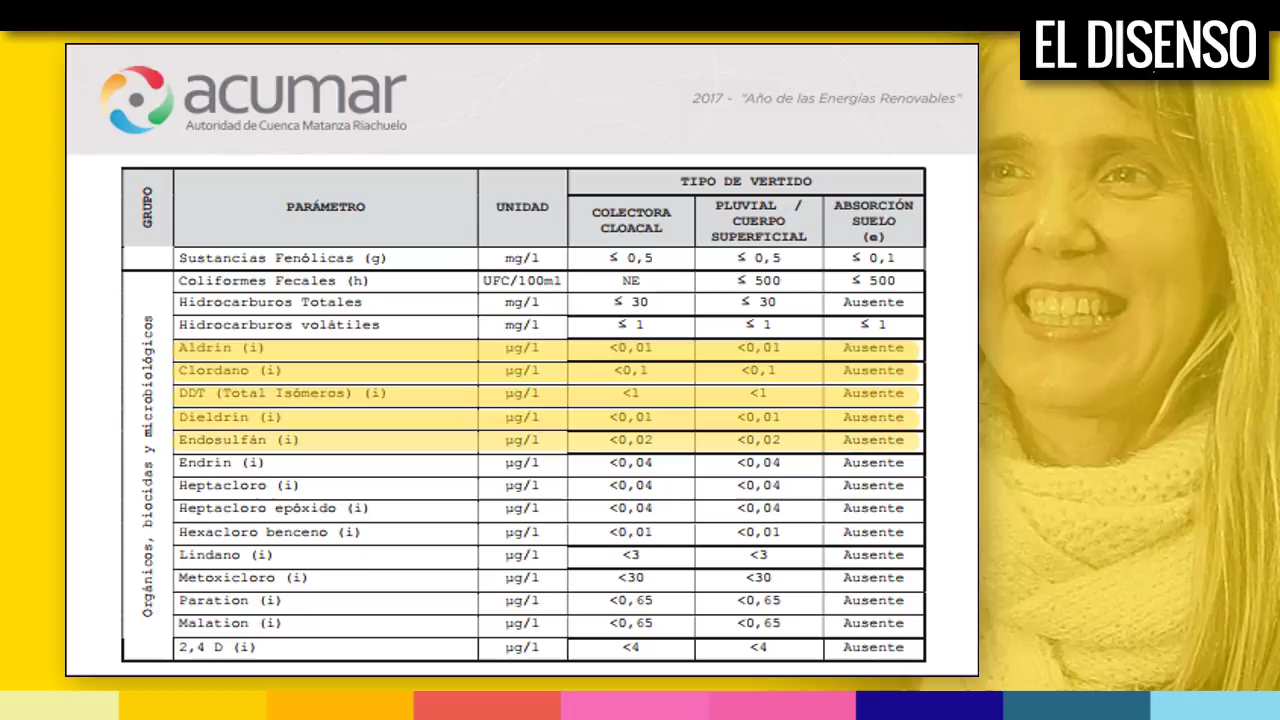 EL DISENSO
acumar
Autoridad de Cuenca Matanza Riachuelo
2017 - "Año de las Energías Renovables"
GRUPO PARÁMETRO UNIDAD TIPO DE VERTIDO
COLECTORA CLOACAL PLUVIAL / CUERPO SUPERFICIAL ABSORCIÓN SUELO (e)
Sustancias Fenólicas (g) mg/l ≤ 0,5 ≤ 0,5 ≤ 0,1
Orgánicos, biocidas y microbiológicos
Coliformes Fecales (h) UFC/100ml NE ≤ 500 ≤ 500
Hidrocarburos Totales mg/l ≤ 30 ≤ 30 Ausente
Hidrocarburos volátiles mg/l ≤ 1 ≤ 1 ≤ 1
Aldrin (i) µg/l <0,01 <0,01 Ausente
Clordano (i) µg/l <0,1 <0,1 Ausente
DDT (Total Isómeros) (i) µg/l <1 <1 Ausente
Dieldrin (i) µg/l <0,01 <0,01 Ausente
Endosulfán (i) µg/l <0,02 <0,02 Ausente
Endrin (i) µg/l <0,04 <0,04 Ausente
Heptacloro (i) µg/l <0,04 <0,04 Ausente
Heptacloro epóxido (i) µg/l <0,04 <0,04 Ausente
Hexacloro benceno (i) µg/l <0,01 <0,01 Ausente
Lindano (i) µg/l <3 <3 Ausente
Metoxicloro (i) µg/l <30 <30 Ausente
Paration (i) µg/l <0,65 <0,65 Ausente
Malation (i) µg/l <0,65 <0,65 Ausente
2,4 D (i) µg/l <4 <4 Ausente